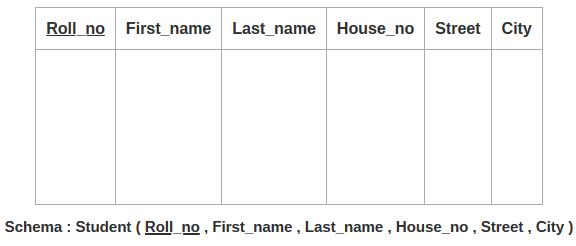 Roll_no First_name Last_name House_no Street City
Schema : Student ( Roll_no , First_name , Last_name , House_no , Street , City )